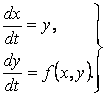 dx/dt = y,
dy/dt = f(x, y).